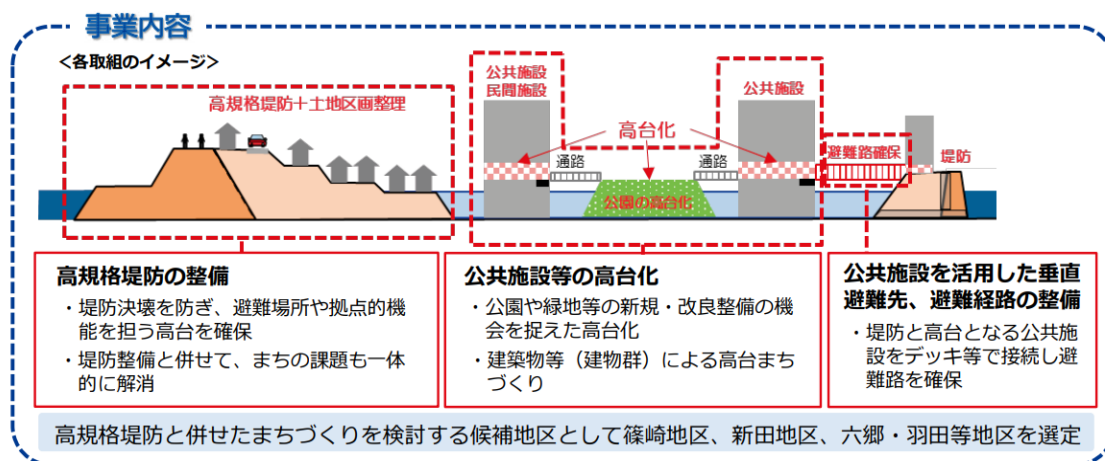 事業内容
<各取組のイメージ>
高規格堤防＋土地区画整理
公共施設
民間施設
公共施設
高台化
通路
通路
避難路確保
堤防
公園の高台化
高規格堤防の整備
・堤防決壊を防ぎ、避難場所や拠点的機
能を担う高台を確保
・堤防整備と併せて、まちの課題も一体
的に解消
公共施設等の高台化
・公園や緑地等の新規・改良整備の機
会を捉えた高台化
・建築物等（建物群）による高台まち
づくり
公共施設を活用した垂直
避難先、避難経路の整備
・堤防と高台となる公共施
設をデッキ等で接続し避
難路を確保
高規格堤防と併せたまちづくりを検討する候補地区として篠崎地区、新田地区、六郷・羽田等地区を選定